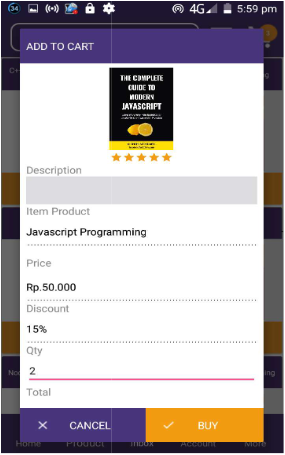 34
4G
5:59 pm
ADD TO CART
THE COMPLETE
GUIDE TO
MODERN
JAVASCRIPT
Description
Item Product
Javascript Programming
Price
Rp.50.000
Discount
15%
Qty
2
Total
CANCEL
BUY
Home
Product
Inbox
Account
More